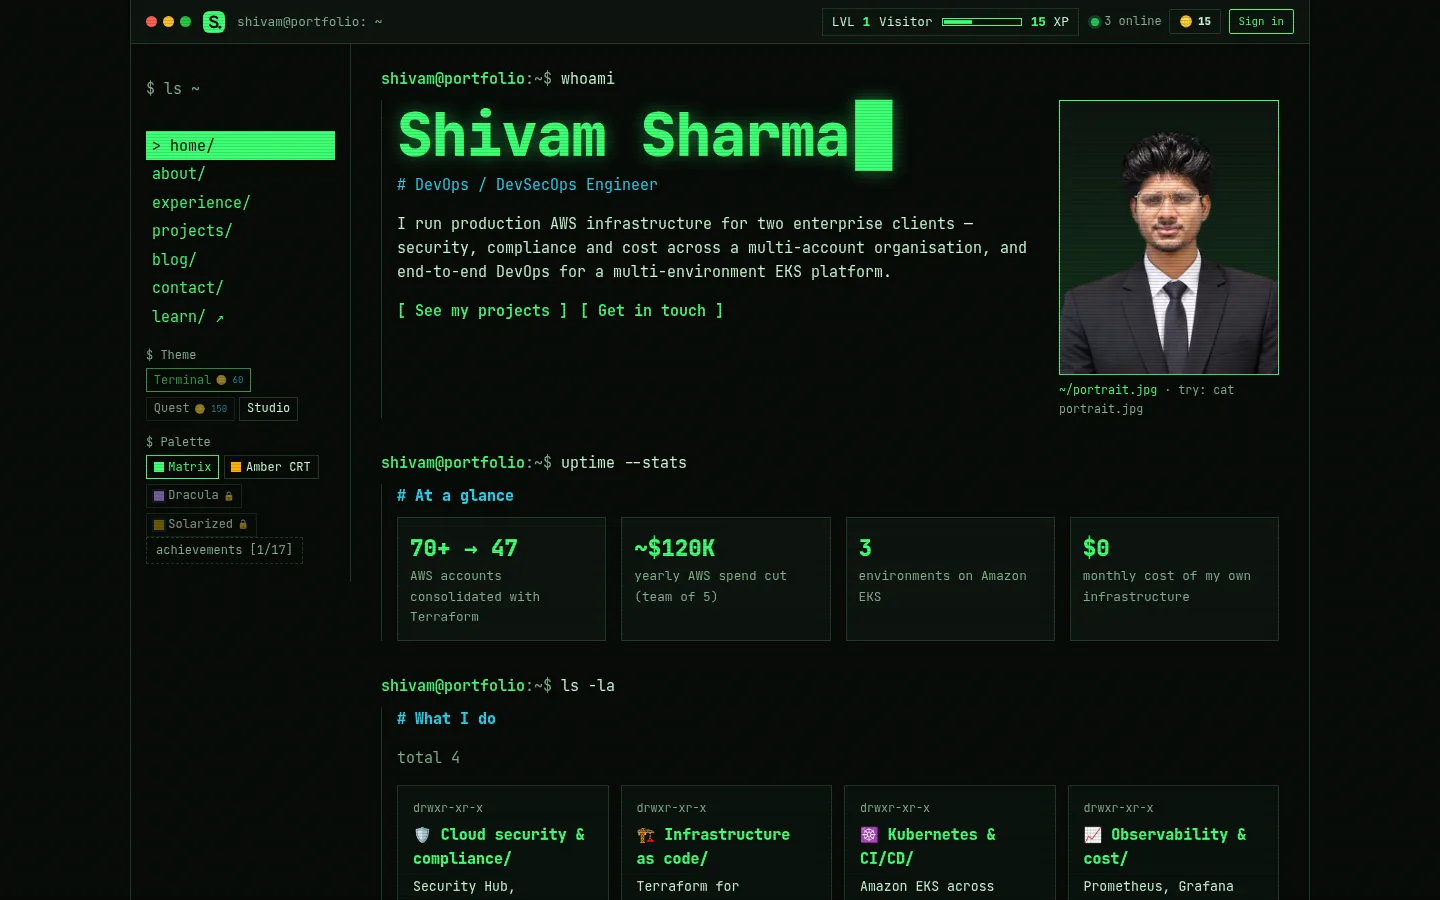 S. shivam@portfolio: ~
LVL 1 Visitor 15 XP 3 online 15 Sign in
$ ls ~
> home/
about/
experience/
projects/
blog/
contact/
learn/ ↗
$ Theme
Terminal 60
Quest 150 Studio
$ Palette
Matrix Amber CRT
Dracula
Solarized
achievements [1/17]
shivam@portfolio:~$ whoami
Shivam Sharma
# DevOps / DevSecOps Engineer
I run production AWS infrastructure for two enterprise clients —
security, compliance and cost across a multi-account organisation, and
end-to-end DevOps for a multi-environment EKS platform.
[ See my projects ] [ Get in touch ]
~/portrait.jpg · try: cat
portrait.jpg
shivam@portfolio:~$ uptime --stats
# At a glance
70+ → 47
AWS accounts
consolidated with
Terraform
~$120K
yearly AWS spend cut
(team of 5)
3
environments on Amazon
EKS
$0
monthly cost of my own
infrastructure
shivam@portfolio:~$ ls -la
# What I do
total 4
drwxr-xr-x
🛡️ Cloud security &
compliance/
Security Hub,
drwxr-xr-x
🏗️ Infrastructure
as code/
Terraform for
drwxr-xr-x
☸️ Kubernetes &
CI/CD/
Amazon EKS across
drwxr-xr-x
📈 Observability &
cost/
Prometheus, Grafana